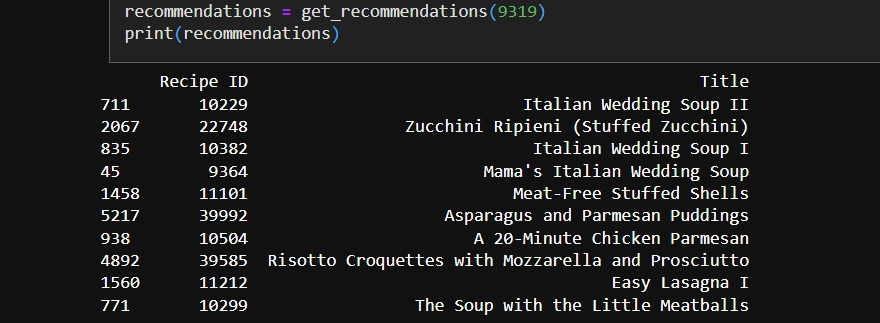 recommendations = get_recommendations(9319)
print(recommendations)
Recipe ID Title
711 10229 Italian Wedding Soup II
2067 22748 Zucchini Ripieni (Stuffed Zucchini)
835 10382 Italian Wedding Soup I
45 9364 Mama's Italian Wedding Soup
1458 11101 Meat-Free Stuffed Shells
5217 39992 Asparagus and Parmesan Puddings
938 10504 A 20-Minute Chicken Parmesan
4892 39585 Risotto Croquettes with Mozzarella and Prosciutto
1560 11212 Easy Lasagna I
771 10299 The Soup with the Little Meatballs